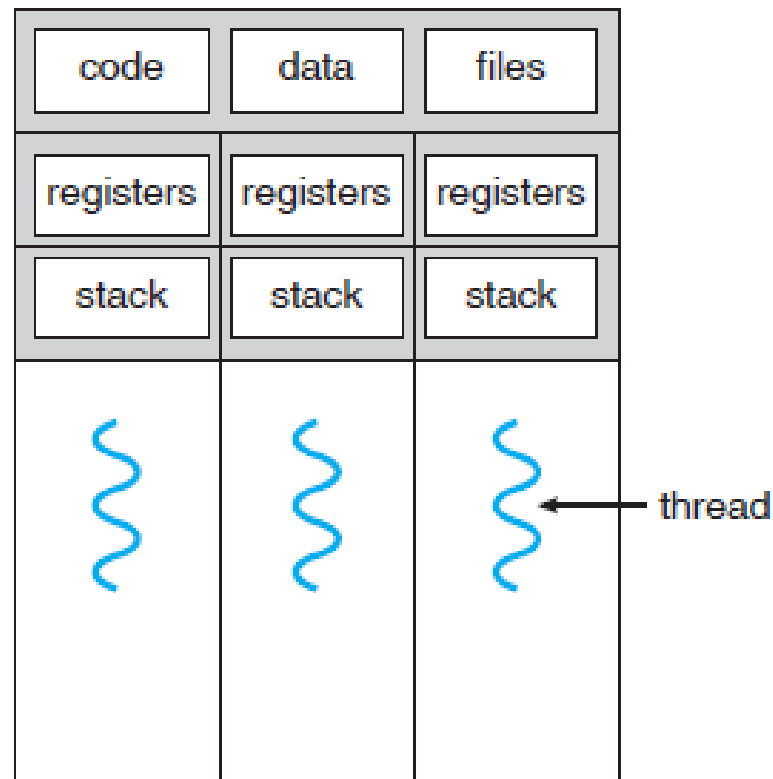 code data files
registers registers registers
stack stack stack
thread